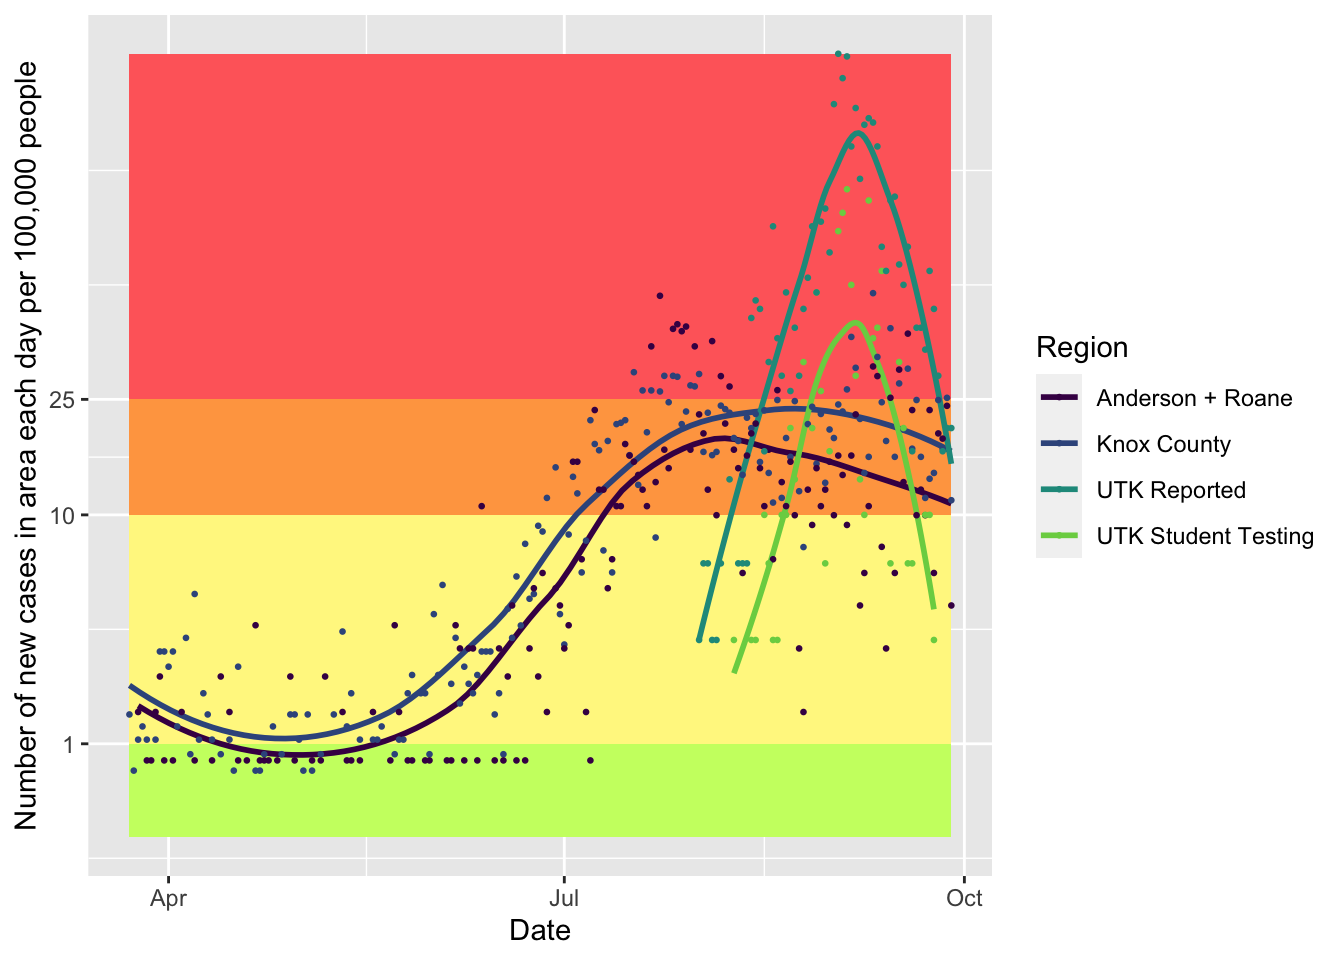 Number of new cases in area each day per 100,000 people
25
10
1
Apr
Jul
Oct
Date
Region
Anderson + Roane
Knox County
UTK Reported
UTK Student Testing